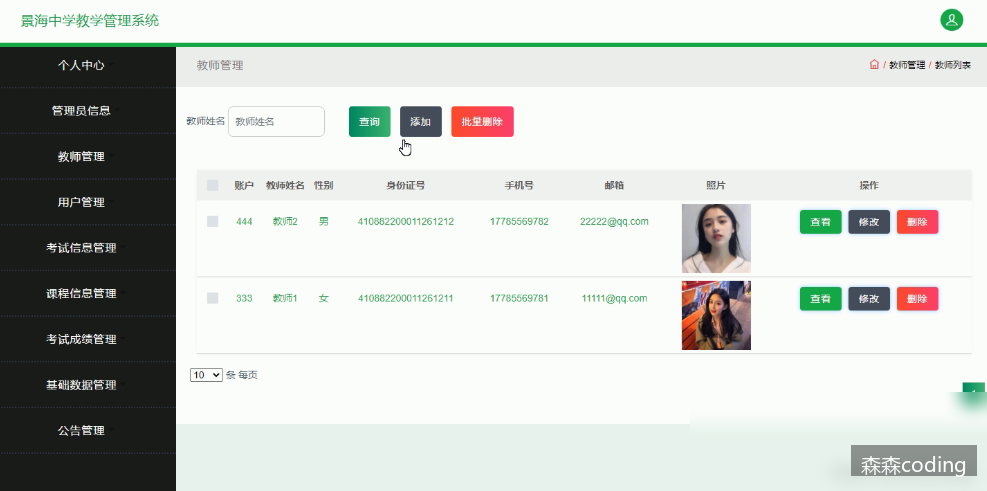 景海中学教学管理系统
个人中心
管理员信息
教师管理
用户管理
考试信息管理
课程信息管理
考试成绩管理
基础数据管理
公告管理
教师管理
/ 教师管理 / 教师列表
教师姓名 教师姓名 查询 添加 批量删除
账户 教师姓名 性别 身份证号 手机号 邮箱 照片 操作
444 教师2 男 410882200011261212 17785569782 22222@qq.com 查看 修改 删除
333 教师1 女 410882200011261211 17785569781 11111@qq.com 查看 修改 删除
10 条 每页
森森coding